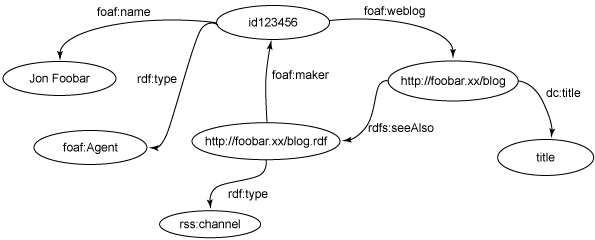 foaf:name
id123456
foaf:weblog
Jon Foobar
rdf:type
foaf:maker
http://foobar.xx/blog
dc:title
rdfs:seeAlso
foaf:Agent
http://foobar.xx/blog.rdf
title
rdf:type
rss:channel